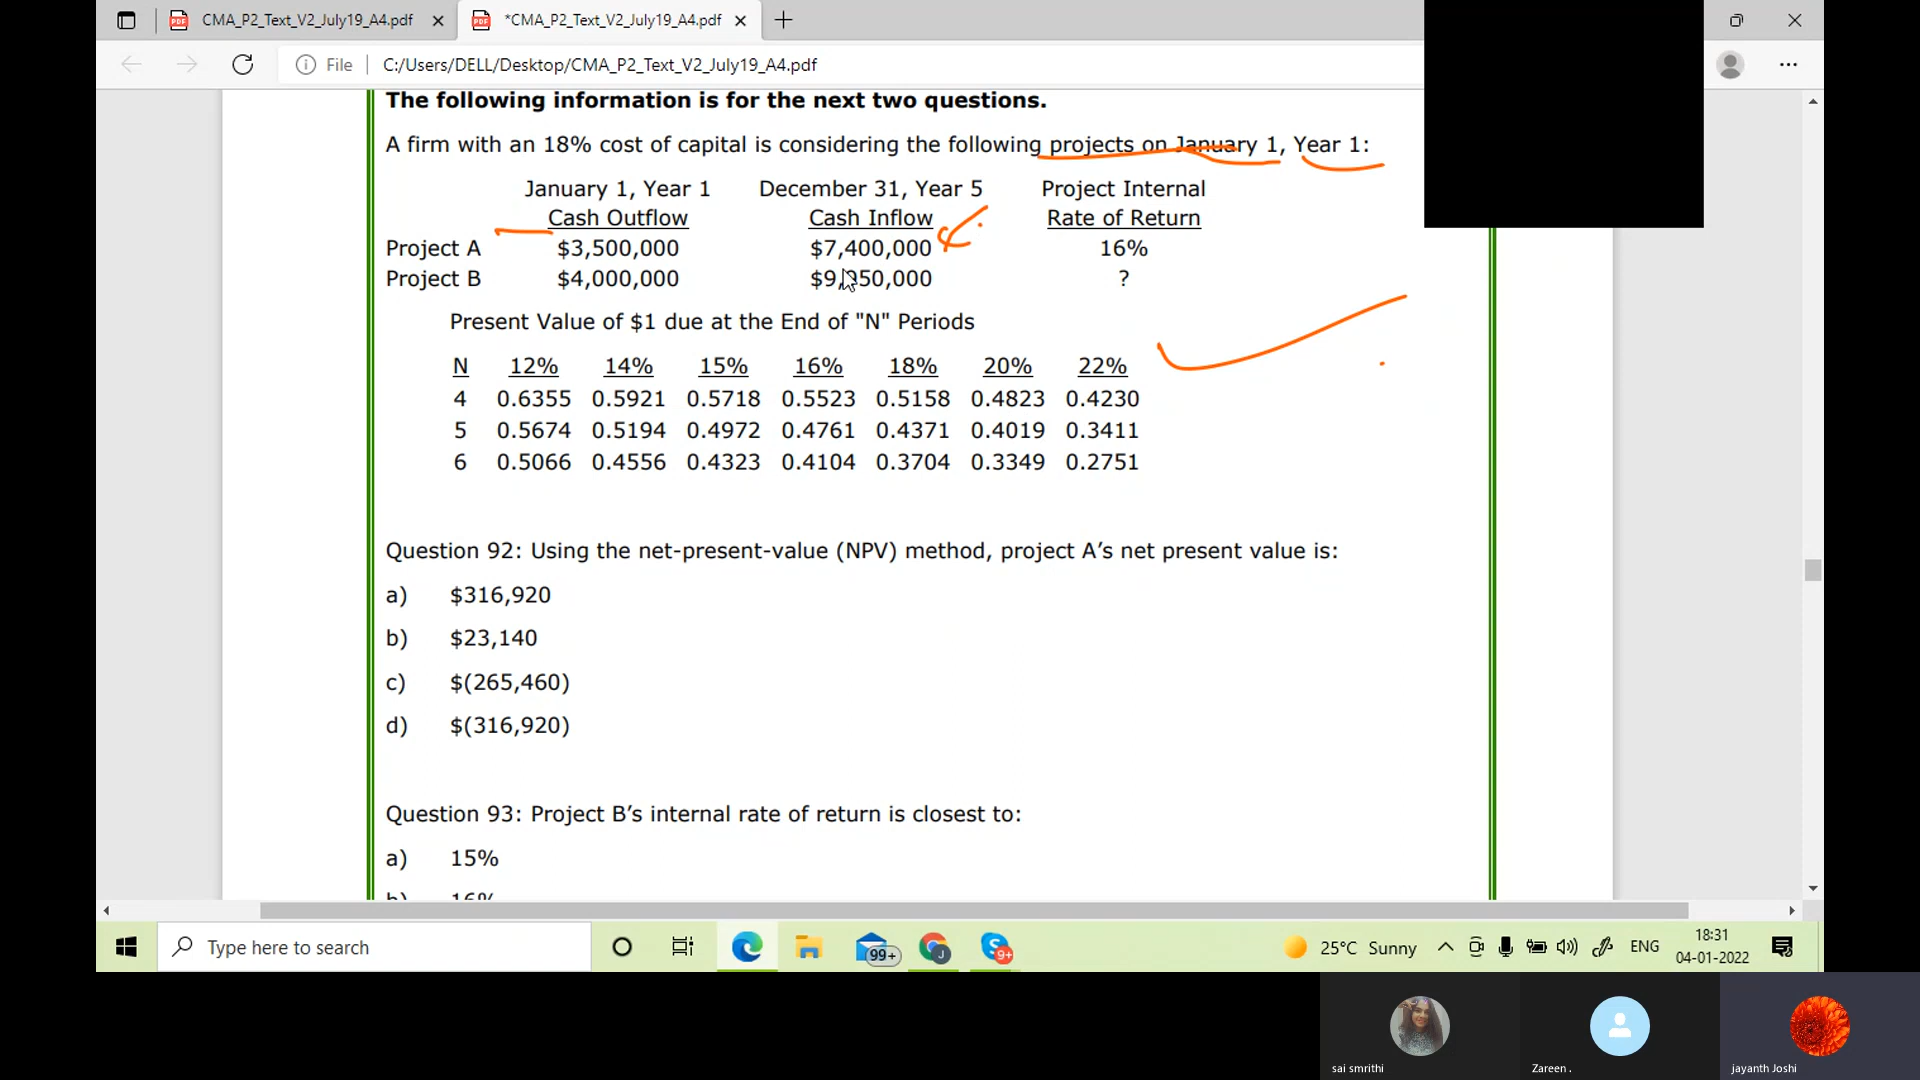 CMA_P2_Text_V2_July19_A4.pdf *CMA_P2_Text_V2_July19_A4.pdf
File C:/Users/DELL/Desktop/CMA_P2_Text_V2_July19_A4.pdf
The following information is for the next two questions.
A firm with an 18% cost of capital is considering the following projects on January 1, Year 1:
January 1, Year 1 December 31, Year 5 Project Internal
Cash Outflow Cash Inflow Rate of Return
Project A $3,500,000 $7,400,000 16%
Project B $4,000,000 ?
Present Value of $1 due at the End of "N" Periods
N 12% 14% 15% 16% 18% 20% 22%
4 0.6355 0.5921 0.5718 0.5523 0.5158 0.4823 0.4230
5 0.5674 0.5194 0.4972 0.4761 0.4371 0.4019 0.3411
6 0.5066 0.4556 0.4323 0.4104 0.3704 0.3349 0.2751
Question 92: Using the net-present-value (NPV) method, project A’s net present value is:
a) $316,920
b) $23,140
c) $(265,460)
d) $(316,920)
Question 93: Project B’s internal rate of return is closest to:
a) 15%
b) 16%
Type here to search 99+ J 9+ 25°C Sunny ENG 18:31
04-01-2022
sai smrithi Zareen . jayanth Joshi